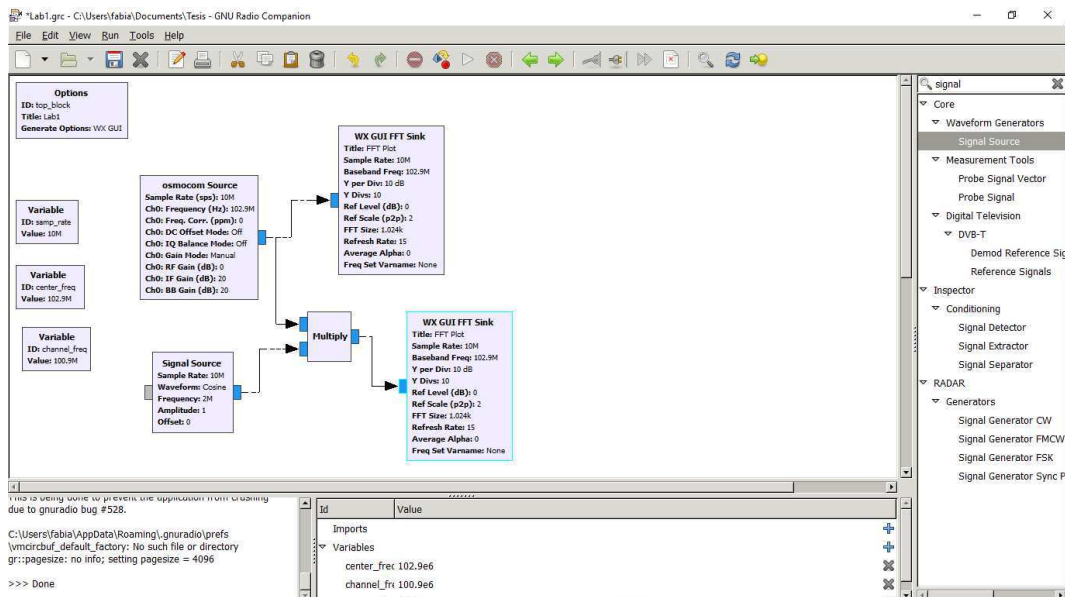 *Lab1.grc - C:\Users\fabia\Documents\Tesis - GNU Radio Companion
File Edit View Run Tools Help
Options
ID: top_block
Title: Lab1
Generate Options: WX GUI
Variable
ID: samp_rate
Value: 10M
Variable
ID: center_freq
Value: 102.9M
Variable
ID: channel_freq
Value: 100.9M
osmocom Source
Sample Rate (sps): 10M
Ch0: Frequency (Hz): 102.9M
Ch0: Freq. Corr. (ppm): 0
Ch0: DC Offset Mode: Off
Ch0: IQ Balance Mode: Off
Ch0: Gain Mode: Manual
Ch0: RF Gain (dB): 0
Ch0: IF Gain (dB): 20
Ch0: BB Gain (dB): 20
Signal Source
Sample Rate: 10M
Waveform: Cosine
Frequency: 2M
Amplitude: 1
Offset: 0
WX GUI FFT Sink
Title: FFT Plot
Sample Rate: 10M
Baseband Freq: 102.9M
Y per Div: 10 dB
Y Divs: 10
Ref Level (dB): 0
Ref Scale (p2p): 2
FFT Size: 1.024k
Refresh Rate: 15
Average Alpha: 0
Freq Set Varname: None
Multiply
WX GUI FFT Sink
Title: FFT Plot
Sample Rate: 10M
Baseband Freq: 102.9M
Y per Div: 10 dB
Y Divs: 10
Ref Level (dB): 0
Ref Scale (p2p): 2
FFT Size: 1.024k
Refresh Rate: 15
Average Alpha: 0
Freq Set Varname: None
signal
Core
Waveform Generators
Signal Source
Measurement Tools
Probe Signal Vector
Probe Signal
Digital Television
DVB-T
Demod Reference Sig
Reference Signals
Inspector
Conditioning
Signal Detector
Signal Extractor
Signal Separator
RADAR
Generators
Signal Generator CW
Signal Generator FMCW
Signal Generator FSK
Signal Generator Sync P
This is being done to prevent the application from crashing
due to gnuradio bug #528.
C:\Users\fabia\AppData\Roaming\.gnuradio\prefs
\vmcircbuf_default_factory: No such file or directory
gr::pagesize: no info; setting pagesize = 4096
>>> Done
Id Value
Imports
Variables
center_frec 102.9e6
channel_fre 100.9e6